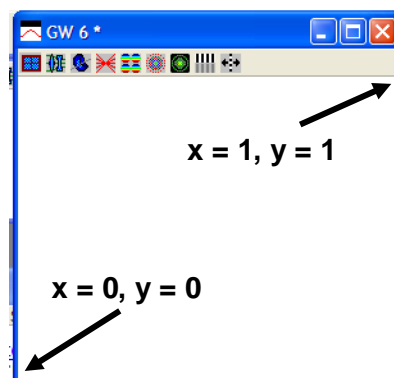 GW 6 *
x = 1, y = 1
x = 0, y = 0